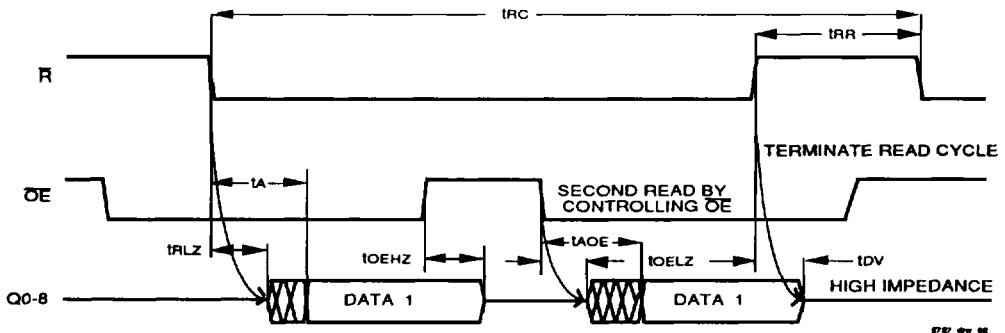 tRC
tRR
R
TERMINATE READ CYCLE
OE
tA
SECOND READ BY
CONTROLLING OE
tRLZ
tOEHZ
tAOE
tOELZ
tDV
Q0-8
DATA 1
DATA 1
HIGH IMPEDANCE